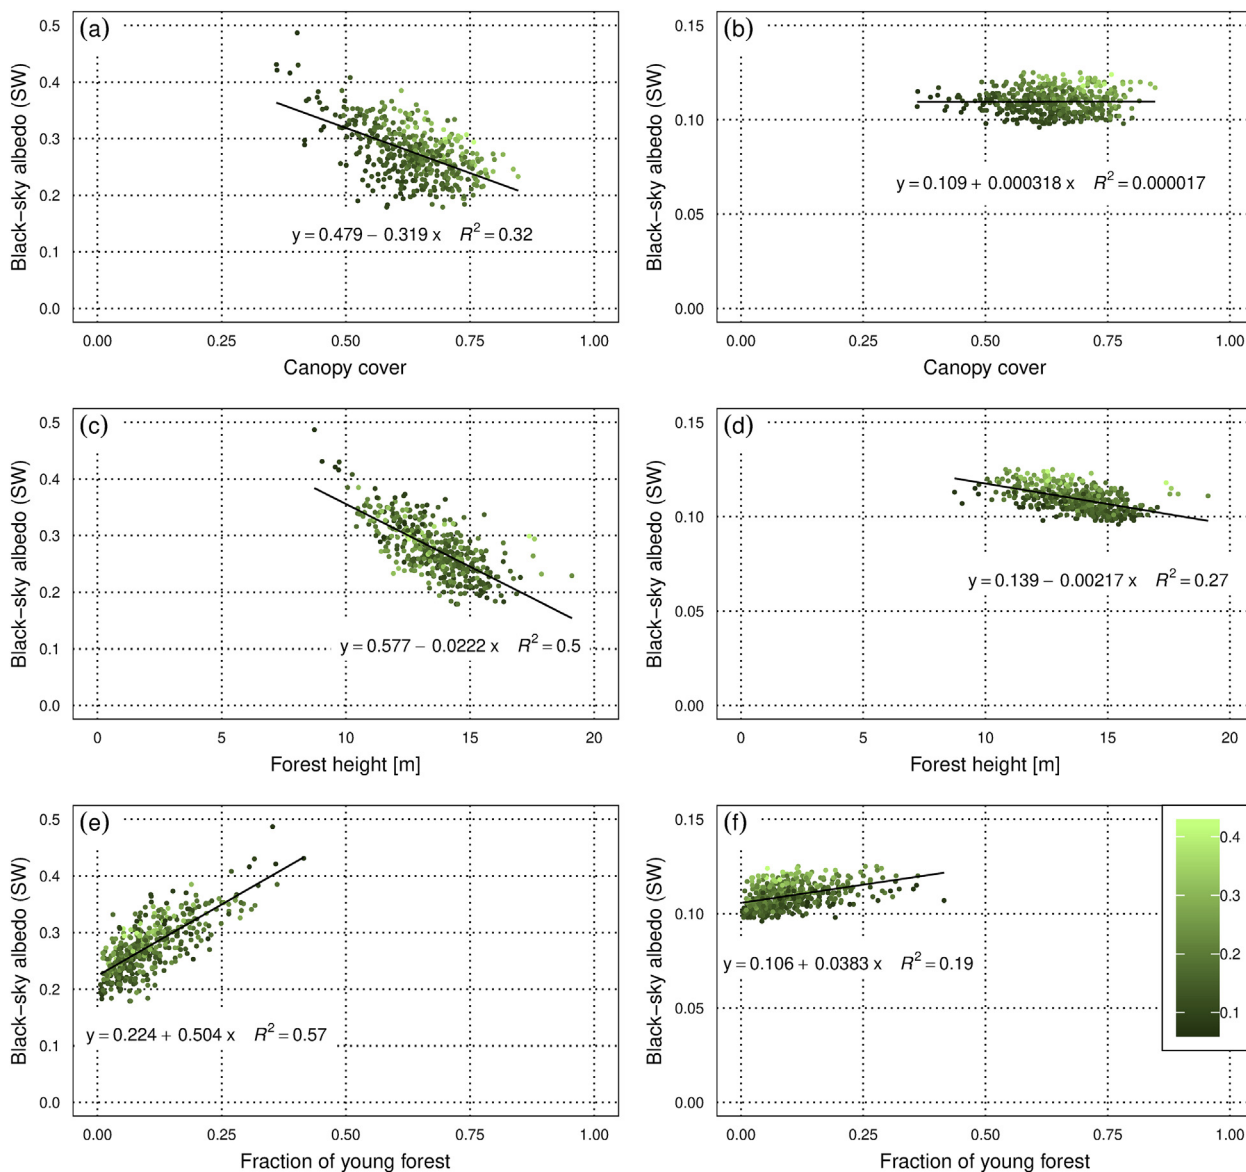 (a)
Black-sky albedo (SW)
0.5
0.4
0.3
0.2
0.1
0.0
y = 0.479 − 0.319 x R² = 0.32
0.00 0.25 0.50 0.75 1.00
Canopy cover
(b)
Black-sky albedo (SW)
0.15
0.10
0.05
0.00
y = 0.109 + 0.000318 x R² = 0.000017
0.00 0.25 0.50 0.75 1.00
Canopy cover
(c)
Black-sky albedo (SW)
0.5
0.4
0.3
0.2
0.1
0.0
y = 0.577 − 0.0222 x R² = 0.5
0 5 10 15 20
Forest height [m]
(d)
Black-sky albedo (SW)
0.15
0.10
0.05
0.00
y = 0.139 − 0.00217 x R² = 0.27
0 5 10 15 20
Forest height [m]
(e)
Black-sky albedo (SW)
0.5
0.4
0.3
0.2
0.1
0.0
y = 0.224 + 0.504 x R² = 0.57
0.00 0.25 0.50 0.75 1.00
Fraction of young forest
(f)
Black-sky albedo (SW)
0.15
0.10
0.05
0.00
y = 0.106 + 0.0383 x R² = 0.19
0.00 0.25 0.50 0.75 1.00
Fraction of young forest
0.4
0.3
0.2
0.1